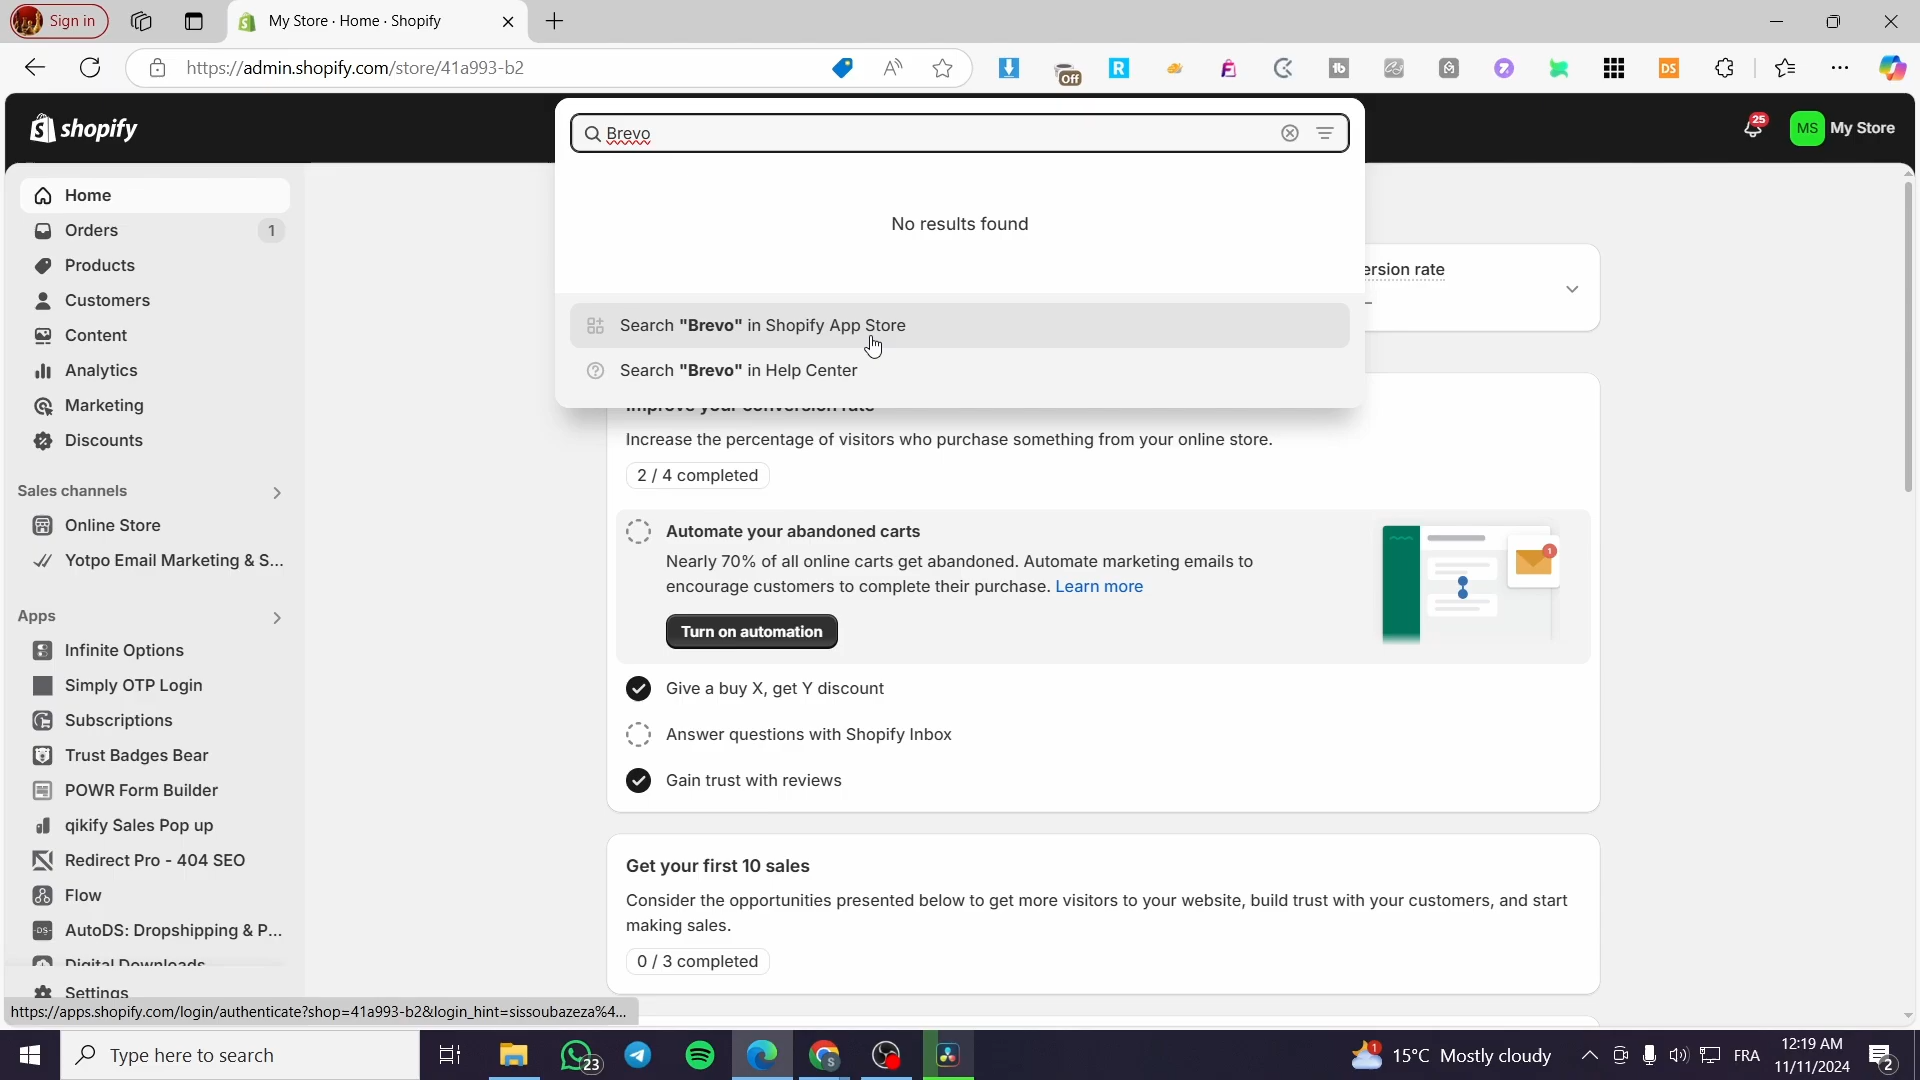 Sign in
My Store · Home · Shopify
https://admin.shopify.com/store/41a993-b2
Off
shopify
Brevo
25
MS
My Store
No results found
Search "Brevo" in Shopify App Store
Search "Brevo" in Help Center
Home
Orders
1
Products
Customers
Content
Analytics
Marketing
Discounts
Sales channels
Online Store
Yotpo Email Marketing & S...
Apps
Infinite Options
Simply OTP Login
Subscriptions
Trust Badges Bear
POWR Form Builder
qikify Sales Pop up
Redirect Pro - 404 SEO
Flow
AutoDS: Dropshipping & P...
Digital Downloads
Settings
ersion rate
Improve your conversion rate
Increase the percentage of visitors who purchase something from your online store.
2 / 4 completed
Automate your abandoned carts
Nearly 70% of all online carts get abandoned. Automate marketing emails to
encourage customers to complete their purchase. Learn more
Turn on automation
Give a buy X, get Y discount
Answer questions with Shopify Inbox
Gain trust with reviews
Get your first 10 sales
Consider the opportunities presented below to get more visitors to your website, build trust with your customers, and start
making sales.
0 / 3 completed
https://apps.shopify.com/login/authenticate?shop=41a993-b2&login_hint=sissoubazeza%4...
Type here to search
23
15°C Mostly cloudy
FRA
12:19 AM
11/11/2024
2